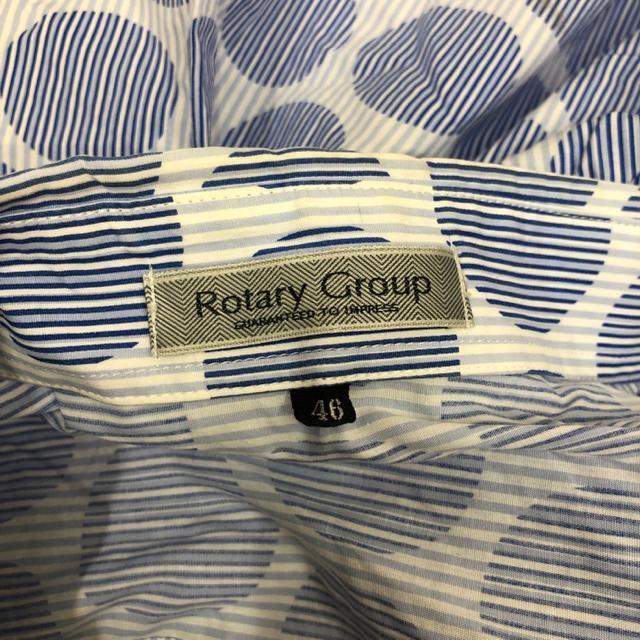 Rotary Group
GUARANTEED TO IMPRESS
46